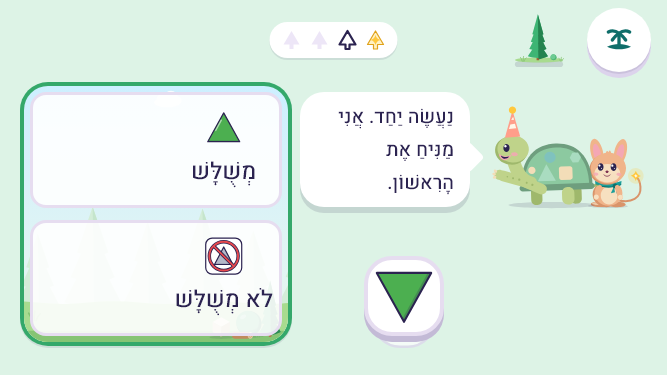 נַעֲשֶׂה יַחַד. אֲנִי
מַנִּיחַ אֶת
הָרִאשׁוֹן.
מְשֻׁלָּשׁ
לֹא מְשֻׁלָּשׁ